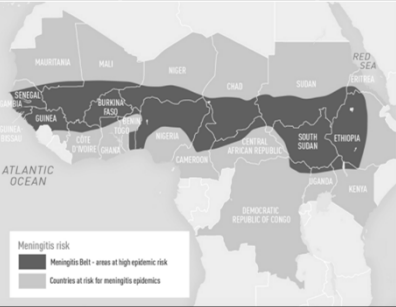 RED
SEA
MAURITANIA
MALI
NIGER
CHAD
SUDAN
ERITREA
SENEGAL
GAMBIA
BURKINA
FASO
GUINEA
BENIN
GUINEA-
BISSAU
CÔTE
D'IVOIRE
GHANA
TOGO
NIGERIA
CENTRAL
AFRICAN REPUBLIC
SOUTH
SUDAN
ETHIOPIA
CAMEROON
UGANDA
KENYA
ATLANTIC
OCEAN
DEMOCRATIC
REPUBLIC OF CONGO
Meningitis risk
Meningitis Belt - areas at high epidemic risk
Countries at risk for meningitis epidemics